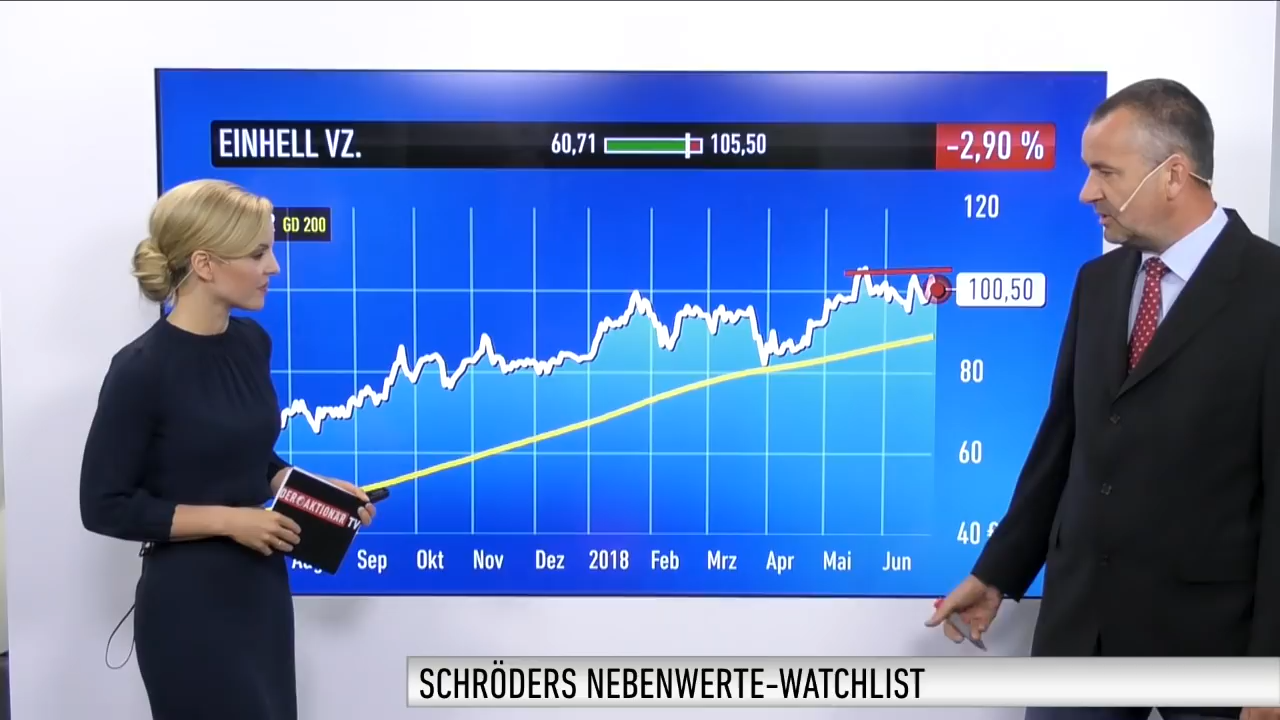 EINHELL VZ.
60,71
105,50
-2,90 %
GD 200
120
100,50
80
60
40
Sep Okt Nov Dez 2018 Feb Mrz Apr Mai Jun
DER AKTIONÄR TV
SCHRÖDERS NEBENWERTE-WATCHLIST